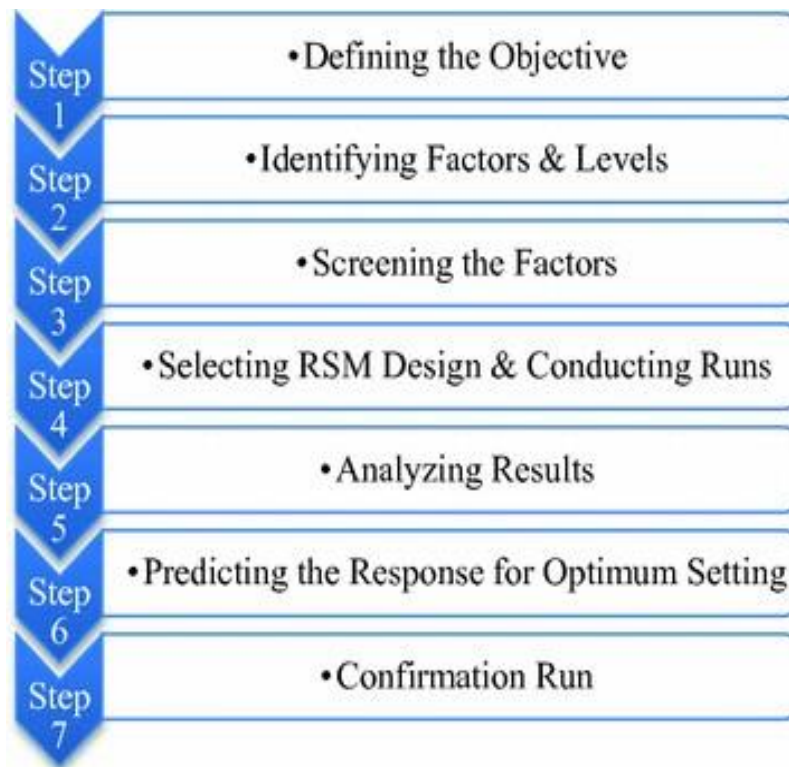 Step
1
•Defining the Objective
Step
2
•Identifying Factors & Levels
Step
3
•Screening the Factors
Step
4
•Selecting RSM Design & Conducting Runs
Step
5
•Analyzing Results
Step
6
•Predicting the Response for Optimum Setting
Step
7
•Confirmation Run